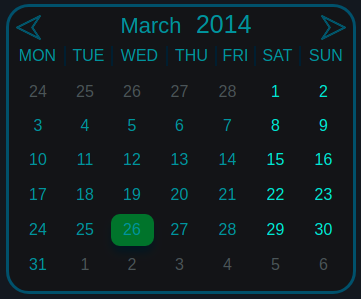 March 2014
MON TUE WED THU FRI SAT SUN
24 25 26 27 28 1 2
3 4 5 6 7 8 9
10 11 12 13 14 15 16
17 18 19 20 21 22 23
24 25 26 27 28 29 30
31 1 2 3 4 5 6